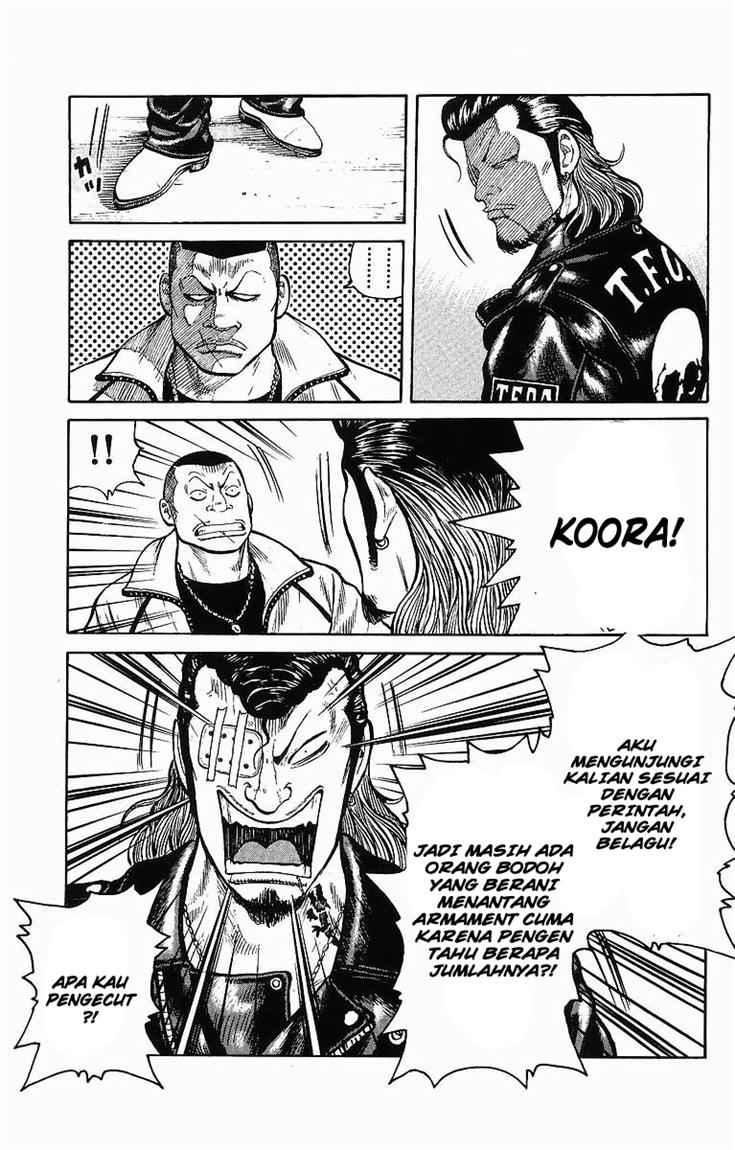 T.F.O.
TFOA
カツ
......
!!
KOORA!
AKU
MENGUNJUNGI
KALIAN SESUAI
DENGAN
PERINTAH,
JANGAN
BELAGU!
JADI MASIH ADA
ORANG BODOH
YANG BERANI
MENANTANG
ARMAMENT CUMA
KARENA PENGEN
TAHU BERAPA
JUMLAHNYA?!
APA KAU
PENGECUT
?!